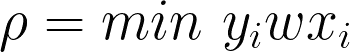 ρ = min y_i w x_i